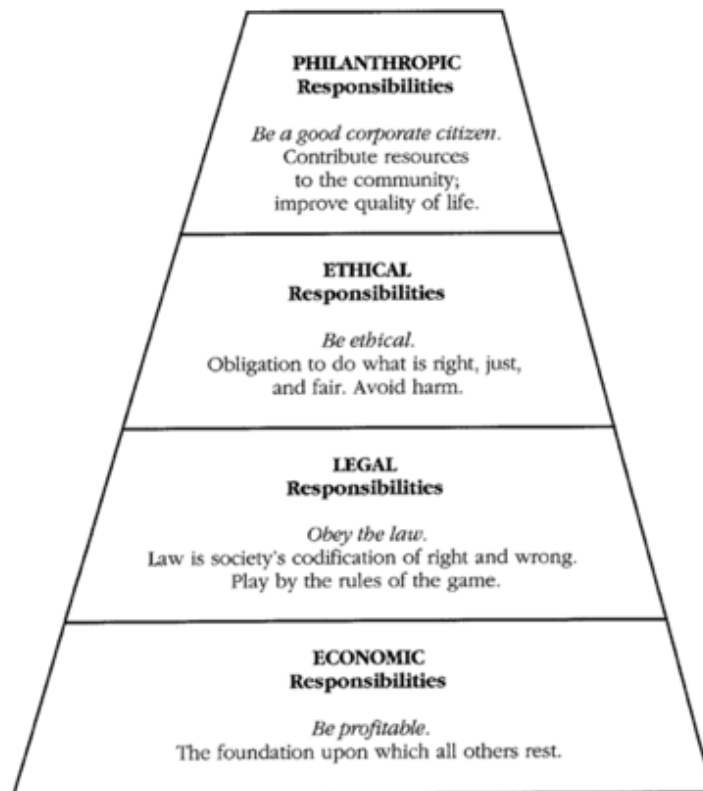 PHILANTHROPIC
Responsibilities
Be a good corporate citizen.
Contribute resources
to the community;
improve quality of life.
ETHICAL
Responsibilities
Be ethical.
Obligation to do what is right, just,
and fair. Avoid harm.
LEGAL
Responsibilities
Obey the law.
Law is society's codification of right and wrong.
Play by the rules of the game.
ECONOMIC
Responsibilities
Be profitable.
The foundation upon which all others rest.